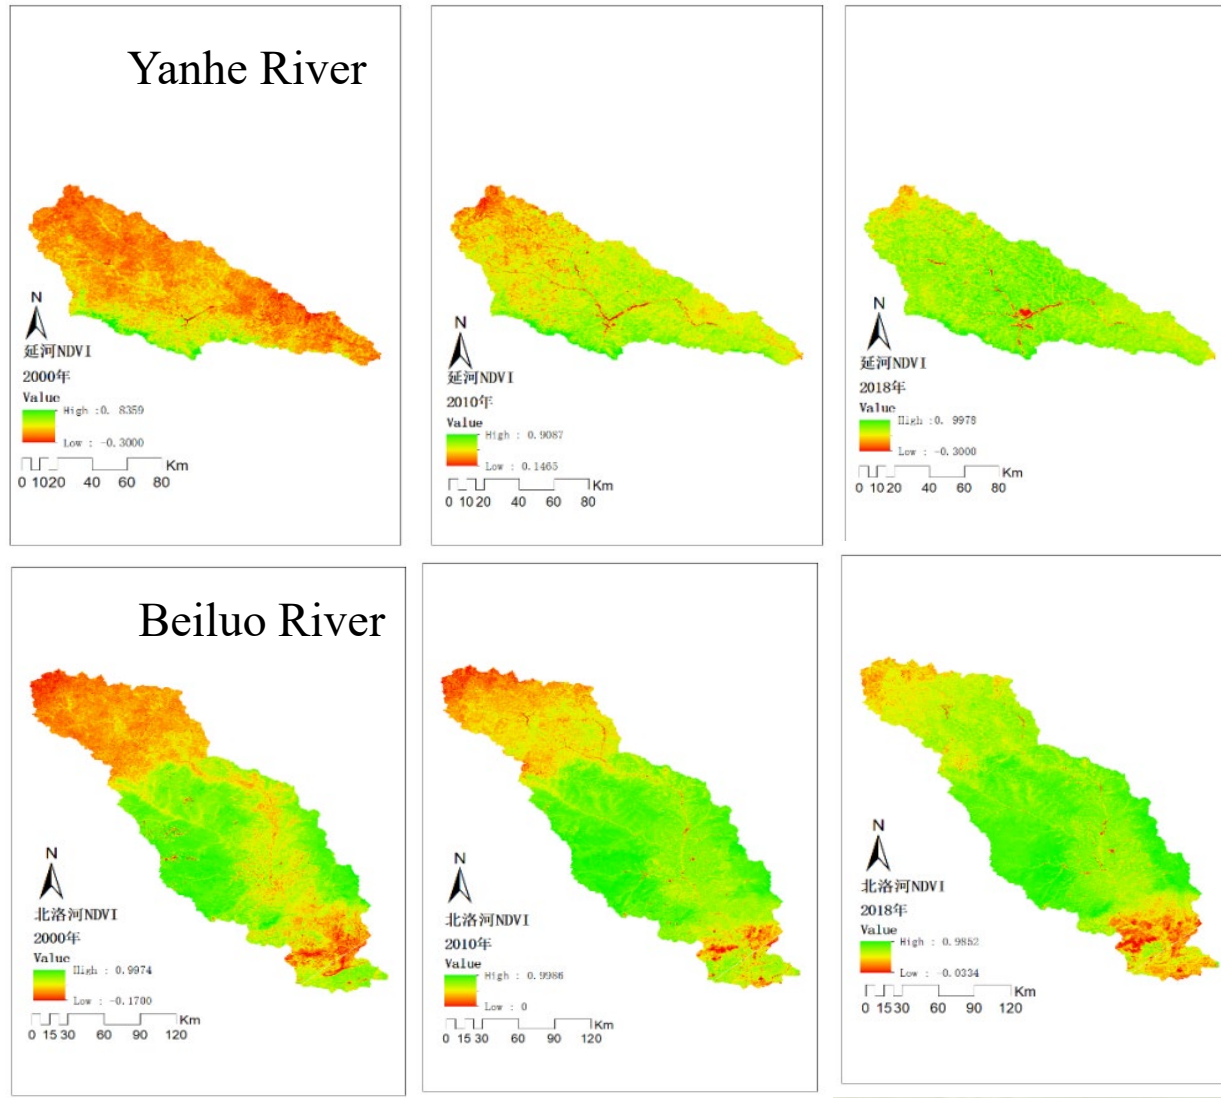 Yanhe River
N
延河NDVI
2000年
Value
High :0. 8359
Low : -0.3000
Km
0 1020 40 60 80
N
延河NDVI
2010年
Value
High : 0.9087
Low : 0.1465
Km
0 10 20 40 60 80
N
延河NDVI
2018年
Value
High : 0.9978
Low : -0.3000
Km
0 10 20 40 60 80
Beiluo River
N
北洛河NDVI
2000年
Value
High : 0.9974
Low : -0.1700
Km
0 15 30 60 90 120
N
北洛河NDVI
2010年
Value
High : 0.9986
Low : 0
Km
0 15 30 60 90 120
N
北洛河NDVI
2018年
Value
High : 0.9852
Low : -0.0334
Km
0 1530 60 90 120